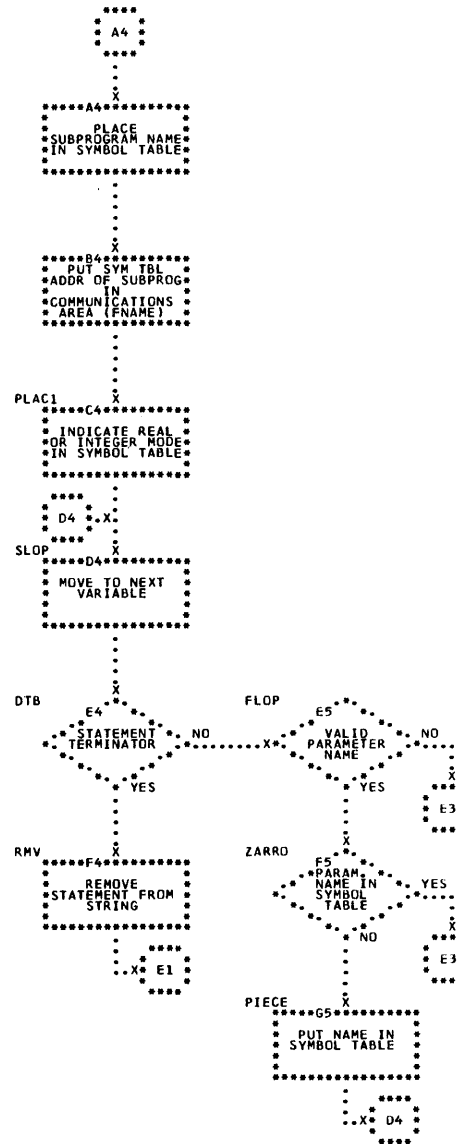 A4
A4
PLACE
SUBPROGRAM NAME
IN SYMBOL TABLE
B4
PUT SYM TBL
ADDR OF SUBPROG
IN
COMMUNICATIONS
AREA (FNAME)
PLAC1
C4
INDICATE REAL
OR INTEGER MODE
IN SYMBOL TABLE
D4
SLOP
D4
MOVE TO NEXT
VARIABLE
DTB
E4
STATEMENT
TERMINATOR
NO
YES
FLOP
E5
VALID
PARAMETER
NAME
NO
YES
E3
RMV
F4
REMOVE
STATEMENT FROM
STRING
E1
ZARRO
F5
PARAM
NAME IN
SYMBOL
TABLE
YES
NO
E3
PIECE
G5
PUT NAME IN
SYMBOL TABLE
D4